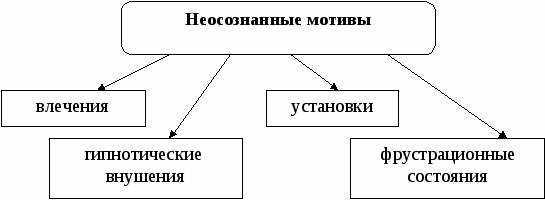 Неосознанные мотивы
влечения
установки
гипнотические
внушения
фрустрационные
состояния